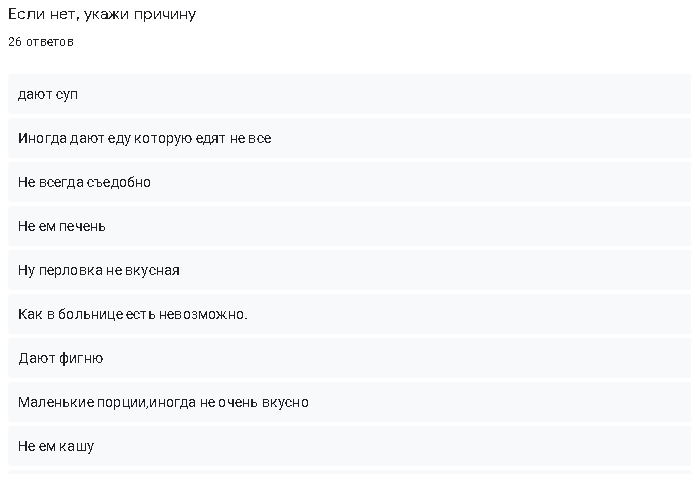 Если нет, укажи причину
26 ответов
дают суп
Иногда дают еду которую едят не все
Не всегда съедобно
Не ем печень
Ну перловка не вкусная
Как в больнице есть невозможно.
Дают фигню
Маленькие порции,иногда не очень вкусно
Не ем кашу